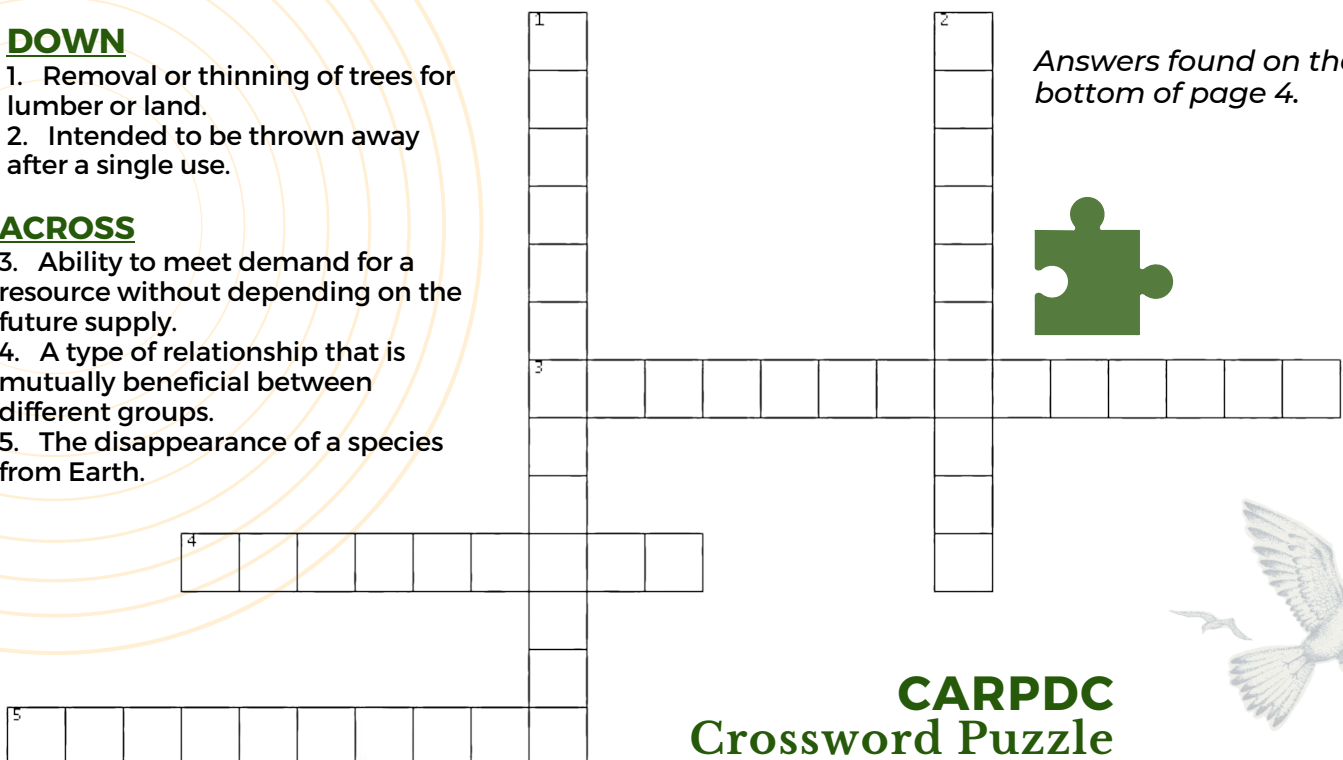 DOWN
1. Removal or thinning of trees for
lumber or land.
2. Intended to be thrown away
after a single use.
ACROSS
3. Ability to meet demand for a
resource without depending on the
future supply.
4. A type of relationship that is
mutually beneficial between
different groups.
5. The disappearance of a species
from Earth.
1
2
Answers found on the
bottom of page 4.
3
4
5
CARPDC
Crossword Puzzle